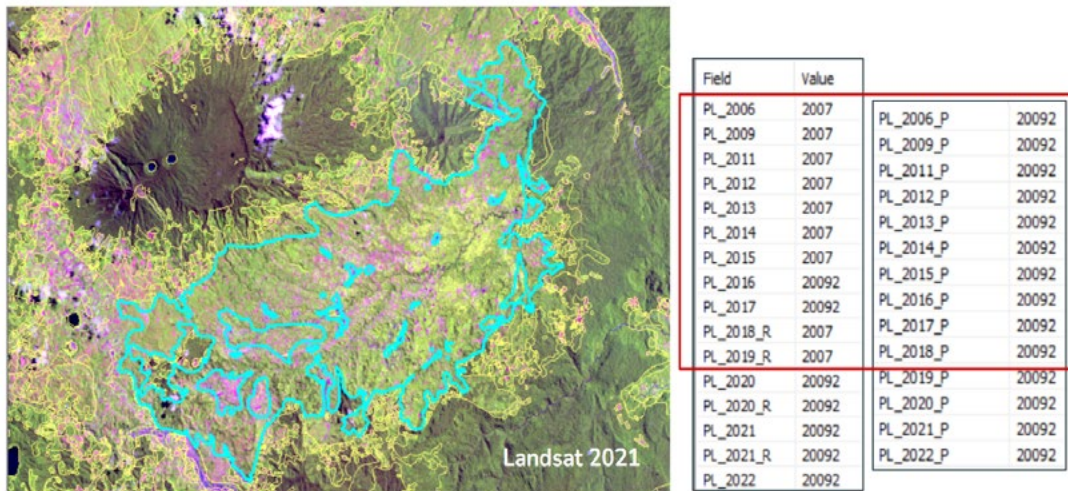 Landsat 2021
Field Value
PL_2006 2007
PL_2009 2007
PL_2011 2007
PL_2012 2007
PL_2013 2007
PL_2014 2007
PL_2015 2007
PL_2016 20092
PL_2017 20092
PL_2018_R 2007
PL_2019_R 2007
PL_2020 20092
PL_2020_R 20092
PL_2021 20092
PL_2021_R 20092
PL_2022 20092
PL_2006_P 20092
PL_2009_P 20092
PL_2011_P 20092
PL_2012_P 20092
PL_2013_P 20092
PL_2014_P 20092
PL_2015_P 20092
PL_2016_P 20092
PL_2017_P 20092
PL_2018_P 20092
PL_2019_P 20092
PL_2020_P 20092
PL_2021_P 20092
PL_2022_P 20092